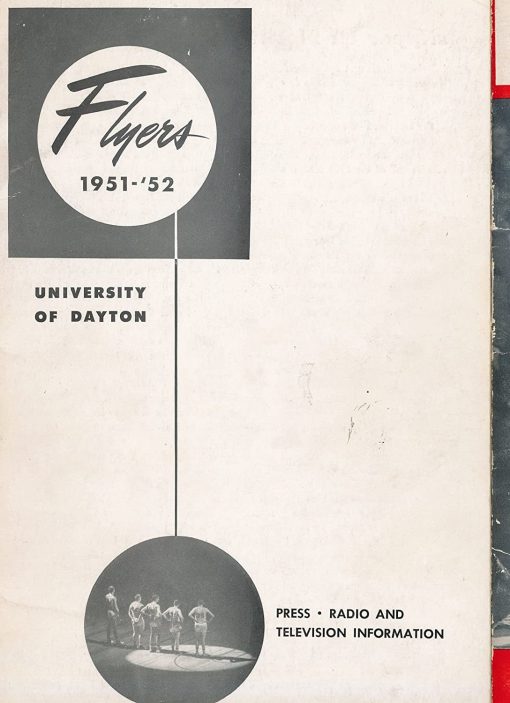 Flyers
1951-'52
UNIVERSITY
OF DAYTON
PRESS • RADIO AND
TELEVISION INFORMATION